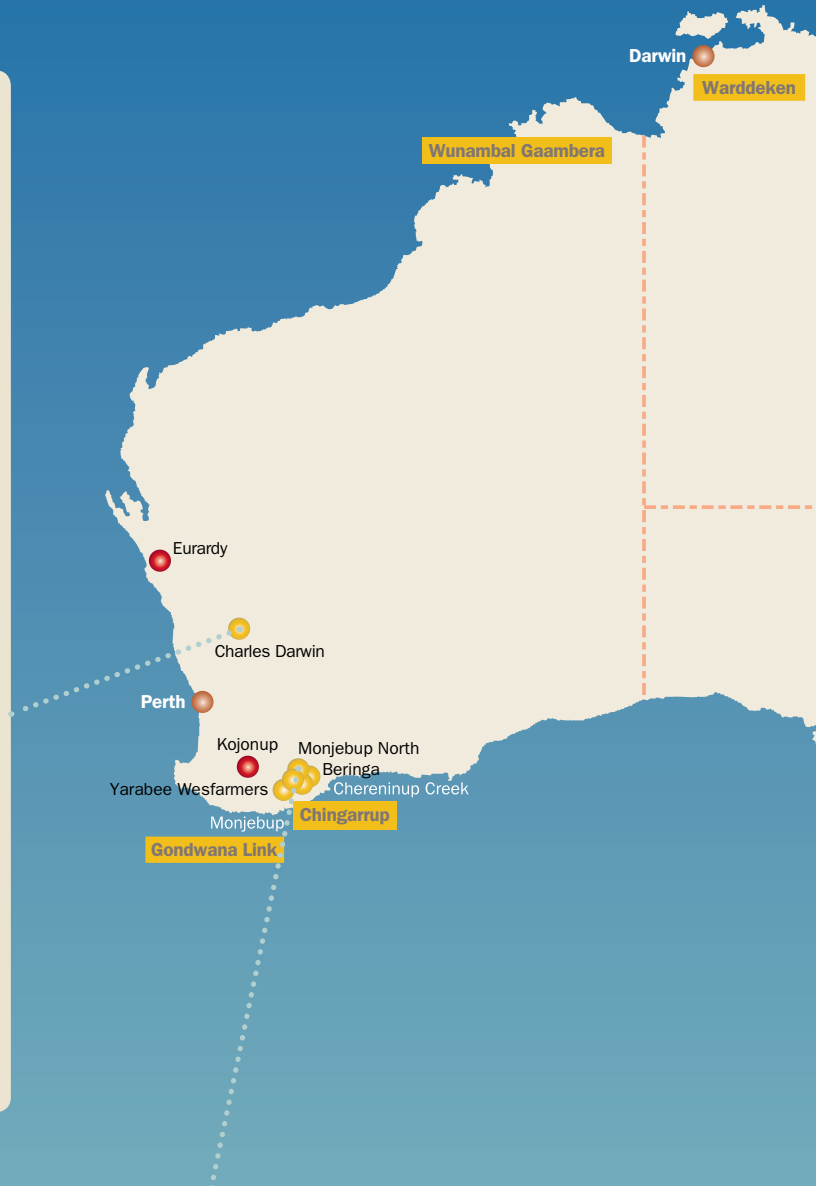 Darwin
Warddeken
Wunambal Gaambera
Eurardy
Charles Darwin
Perth
Kojonup
Monjebup North
Beringa
Yarabee Wesfarmers
Chereninup Creek
Monjebup
Chingarrup
Gondwana Link